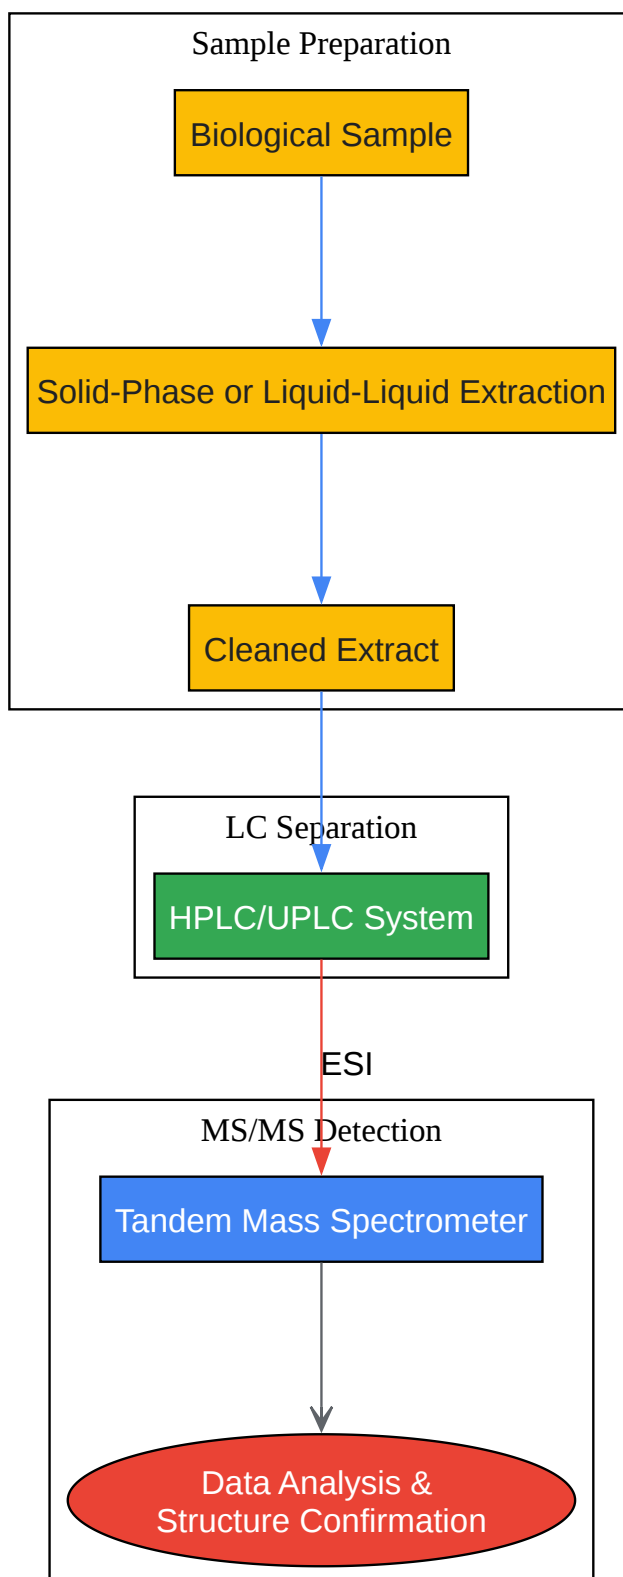 Sample Preparation
Biological Sample
Solid-Phase or Liquid-Liquid Extraction
Cleaned Extract
LC Separation
HPLC/UPLC System
ESI
MS/MS Detection
Tandem Mass Spectrometer
Data Analysis &
Structure Confirmation